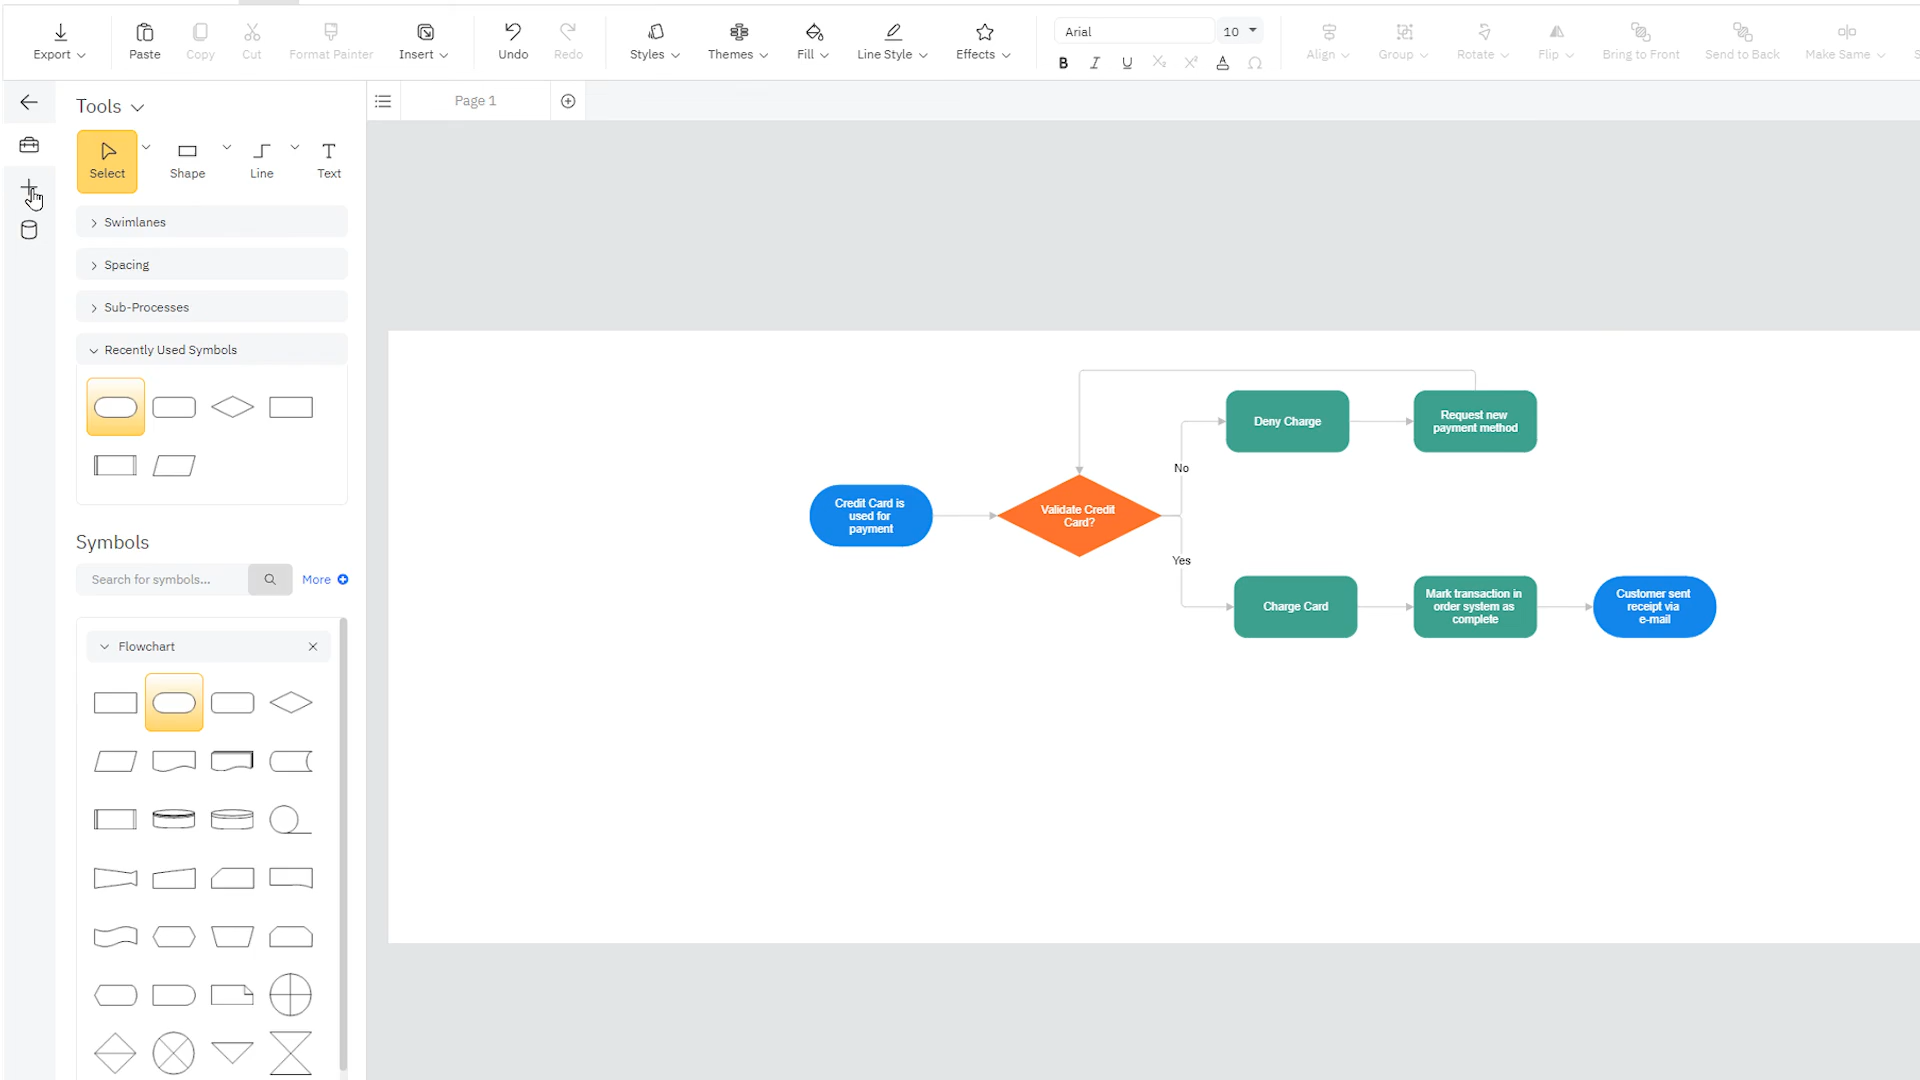 Export
Paste
Copy
Cut
Format Painter
Insert
Undo
Redo
Styles
Themes
Fill
Line Style
Effects
Arial
10
B I U X₂ X² A Ω
Align
Group
Rotate
Flip
Bring to Front
Send to Back
Make Same
Tools
Page 1
Select
Shape
Line
Text
Swimlanes
Spacing
Sub-Processes
Recently Used Symbols
Symbols
Search for symbols...
More
Flowchart
Credit Card is
used for
payment
Validate Credit
Card?
No
Yes
Deny Charge
Request new
payment method
Charge Card
Mark transaction in
order system as
complete
Customer sent
receipt via
e-mail